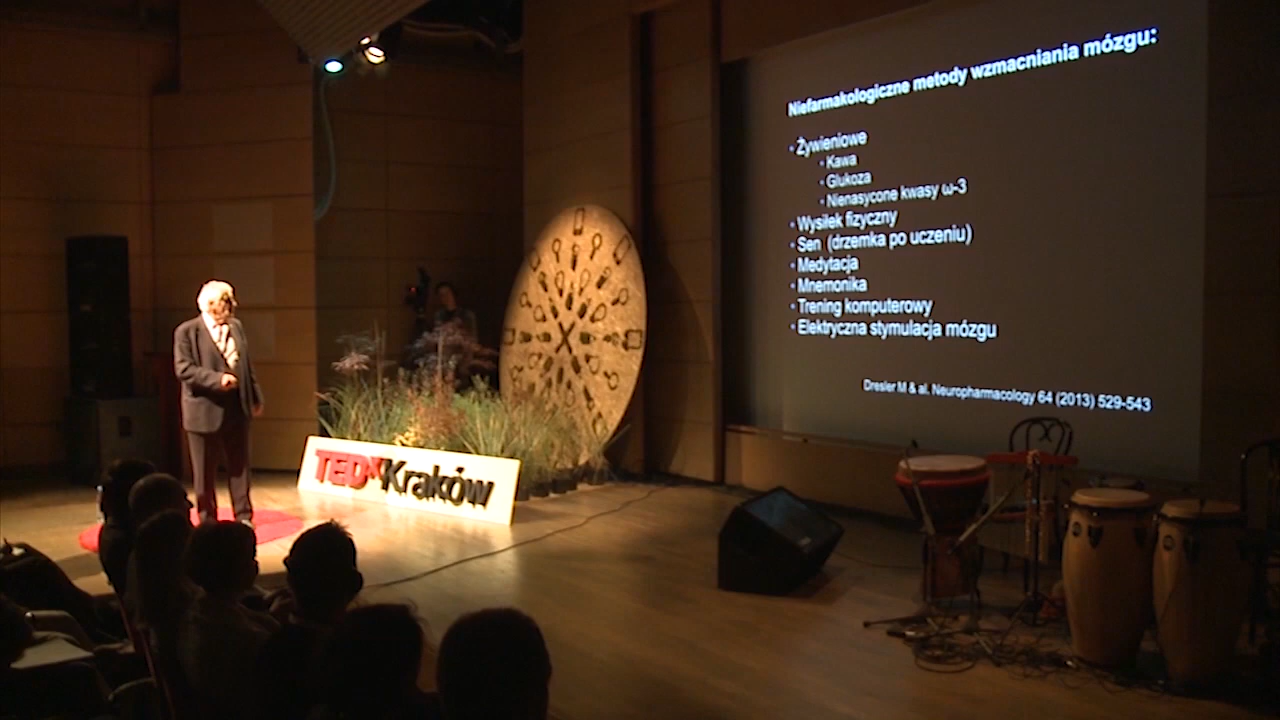 Niefarmakologiczne metody wzmacniania mózgu:
• Żywieniowe
• Kawa
• Glukoza
• Nienasycone kwasy ω-3
• Wysiłek fizyczny
• Sen (drzemka po uczeniu)
• Medytacja
• Mnemonika
• Trening komputerowy
• Elektryczna stymulacja mózgu
Dresler M & al. Neuropharmacology 64 (2013) 529-543
TEDxKraków